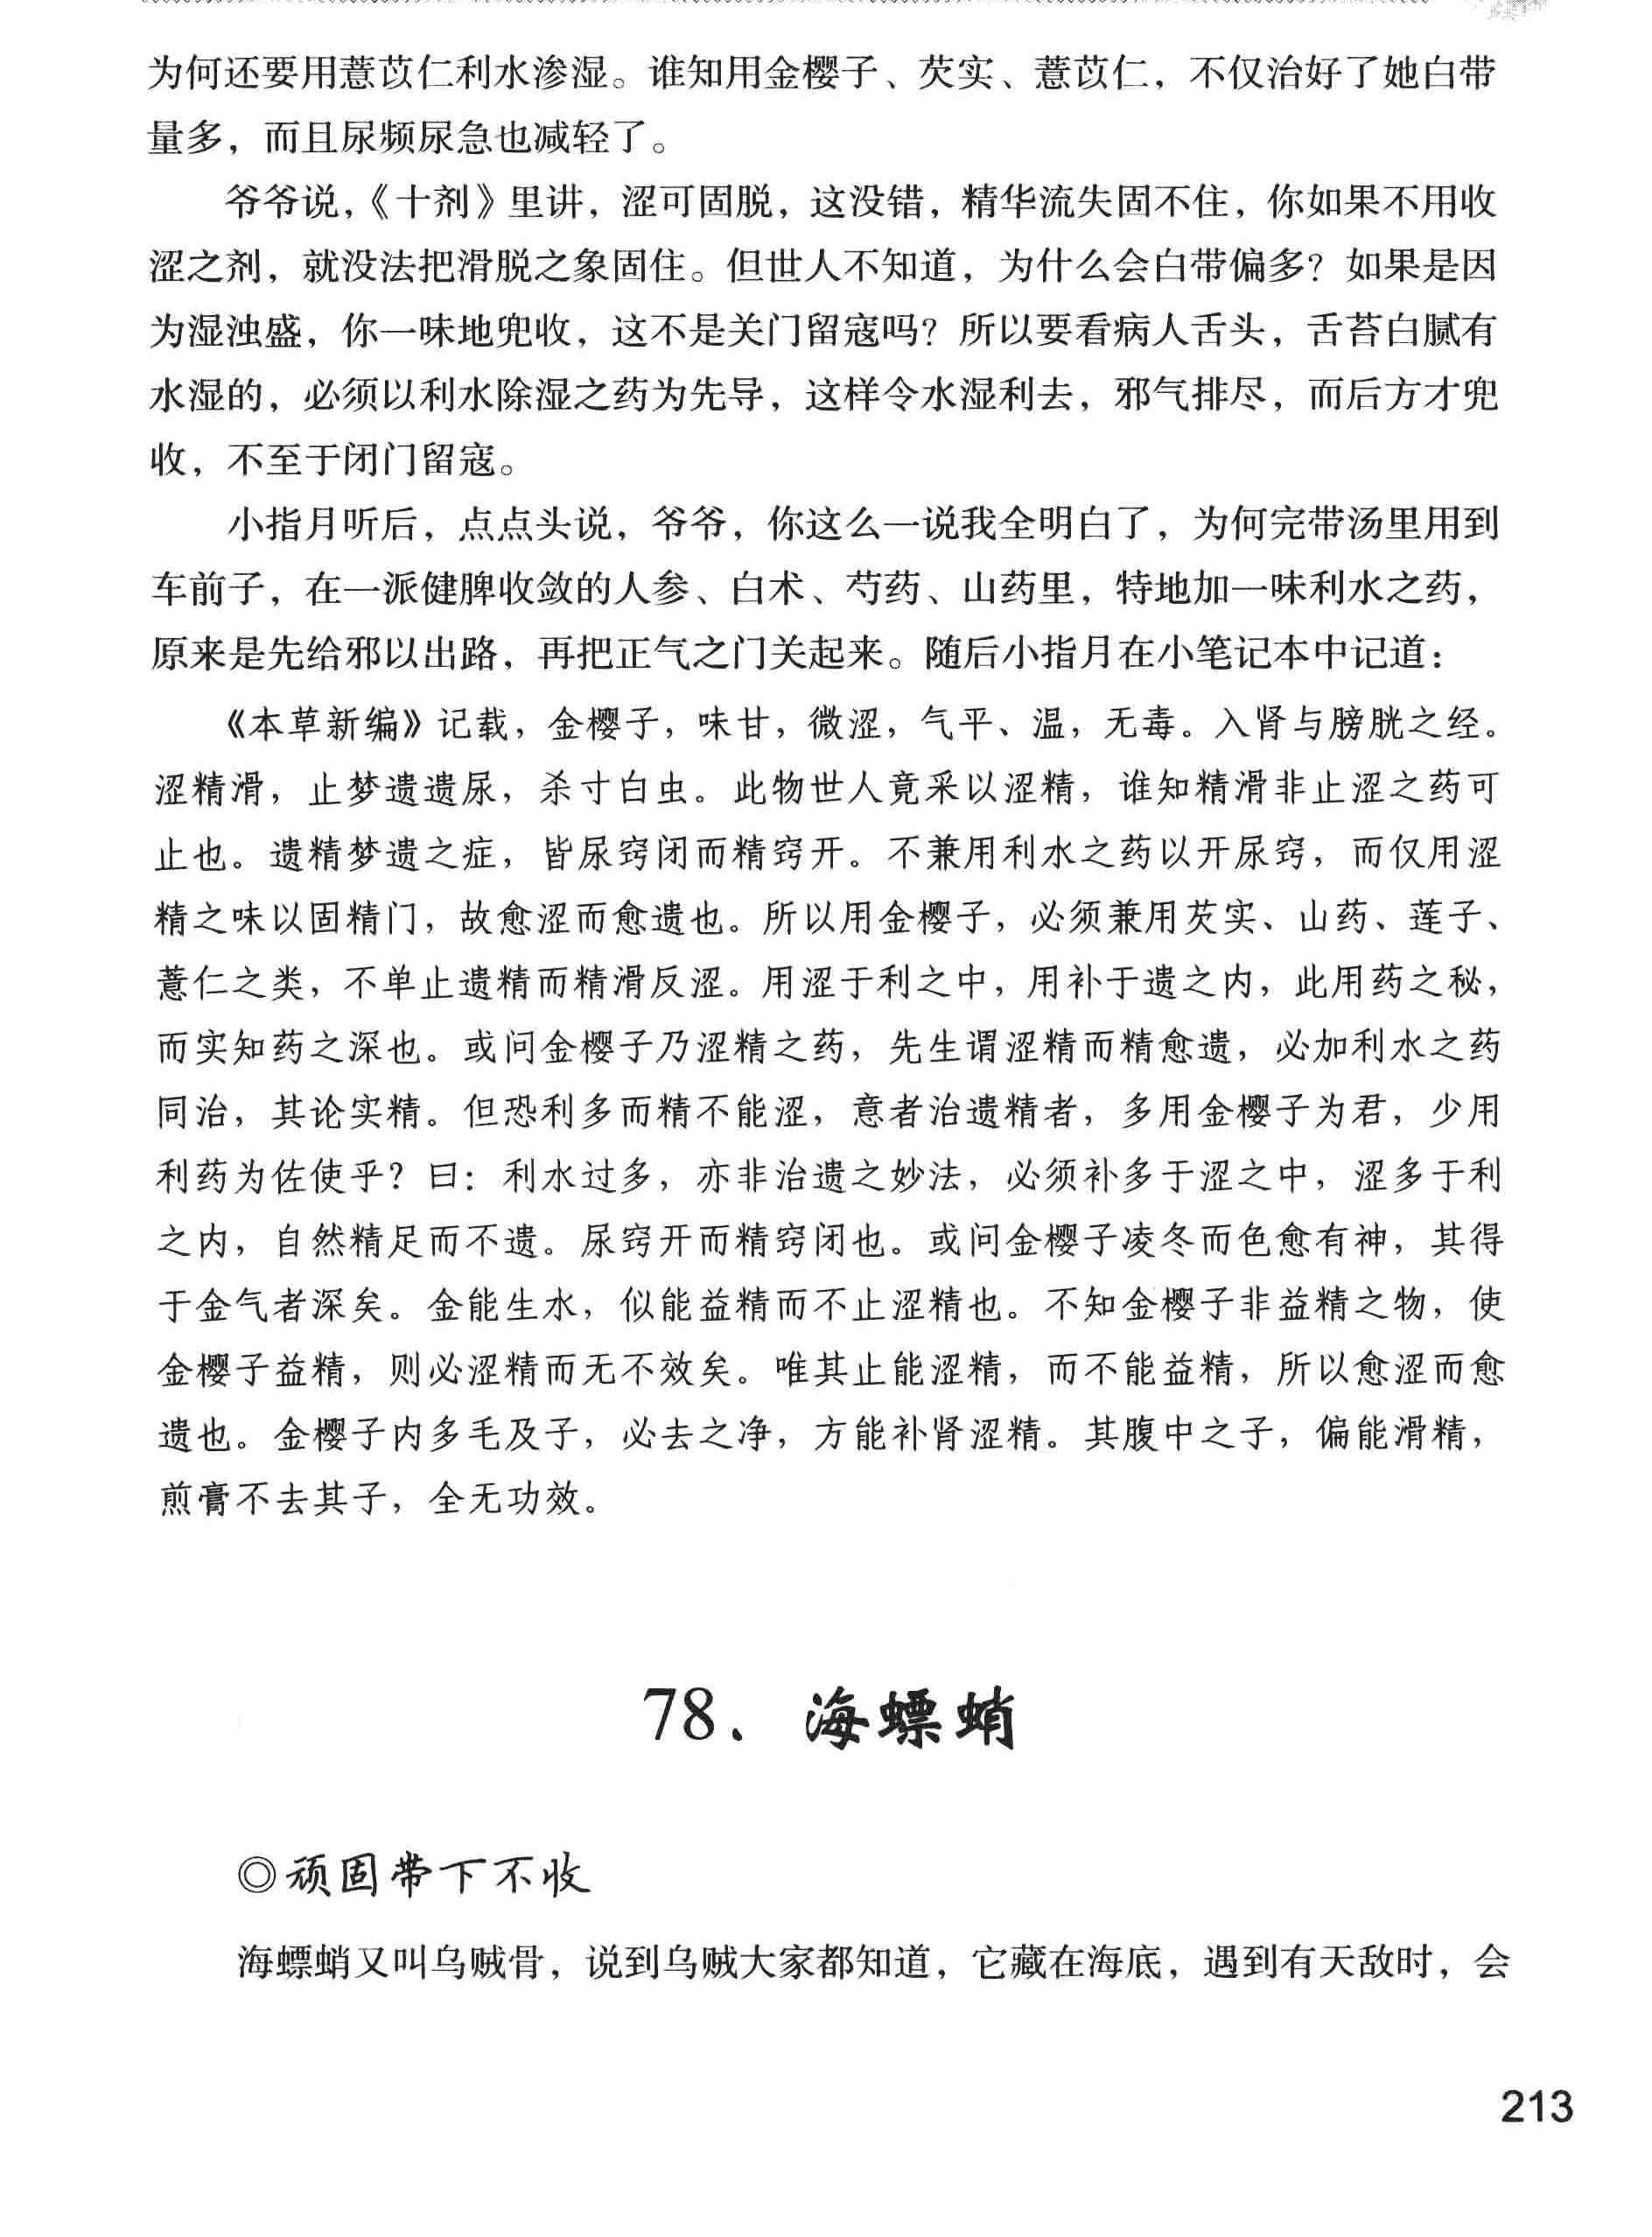 为何还要用薏苡仁利水渗湿。谁知用金樱子、芡实、薏苡仁，不仅治好了她白带
量多，而且尿频尿急也减轻了。
爷爷说，《十剂》里讲，涩可固脱，这没错，精华流失固不住，你如果不用收
涩之剂，就没法把滑脱之象固住。但世人不知道，为什么会白带偏多？如果是因
为湿浊盛，你一味地兜收，这不是关门留寇吗？所以要看病人舌头，舌苔白腻有
水湿的，必须以利水除湿之药为先导，这样令水湿利去，邪气排尽，而后方才兜
收，不至于闭门留寇。
小指月听后，点点头说，爷爷，你这么一说我全明白了，为何完带汤里用到
车前子，在一派健脾收敛的人参、白术、芍药、山药里，特地加一味利水之药，
原来是先给邪以出路，再把正气之门关起来。随后小指月在小笔记本中记道：
《本草新编》记载，金樱子，味甘，微涩，气平、温，无毒。入肾与膀胱之经。
涩精滑，止梦遗遗尿，杀寸白虫。此物世人竟采以涩精，谁知精滑非止涩之药可
止也。遗精梦遗之症，皆尿窍闭而精窍开。不兼用利水之药以开尿窍，而仅用涩
精之味以固精门，故愈涩而愈遗也。所以用金樱子，必须兼用芡实、山药、莲子、
薏仁之类，不单止遗精而精滑反涩。用涩于利之中，用补于遗之内，此用药之秘，
而实知药之深也。或问金樱子乃涩精之药，先生谓涩精而精愈遗，必加利水之药
同治，其论实精。但恐利多而精不能涩，意者治遗精者，多用金樱子为君，少用
利药为佐使乎？曰：利水过多，亦非治遗之妙法，必须补多于涩之中，涩多于利
之内，自然精足而不遗。尿窍开而精窍闭也。或问金樱子凌冬而色愈有神，其得
于金气者深矣。金能生水，似能益精而不止涩精也。不知金樱子非益精之物，使
金樱子益精，则必涩精而无不效矣。唯其止能涩精，而不能益精，所以愈涩而愈
遗也。金樱子内多毛及子，必去之净，方能补肾涩精。其腹中之子，偏能滑精，
煎膏不去其子，全无功效。
78、海螵蛸
◎顽固带下不收
海螵蛸又叫乌贼骨，说到乌贼大家都知道，它藏在海底，遇到有天敌时，会
213